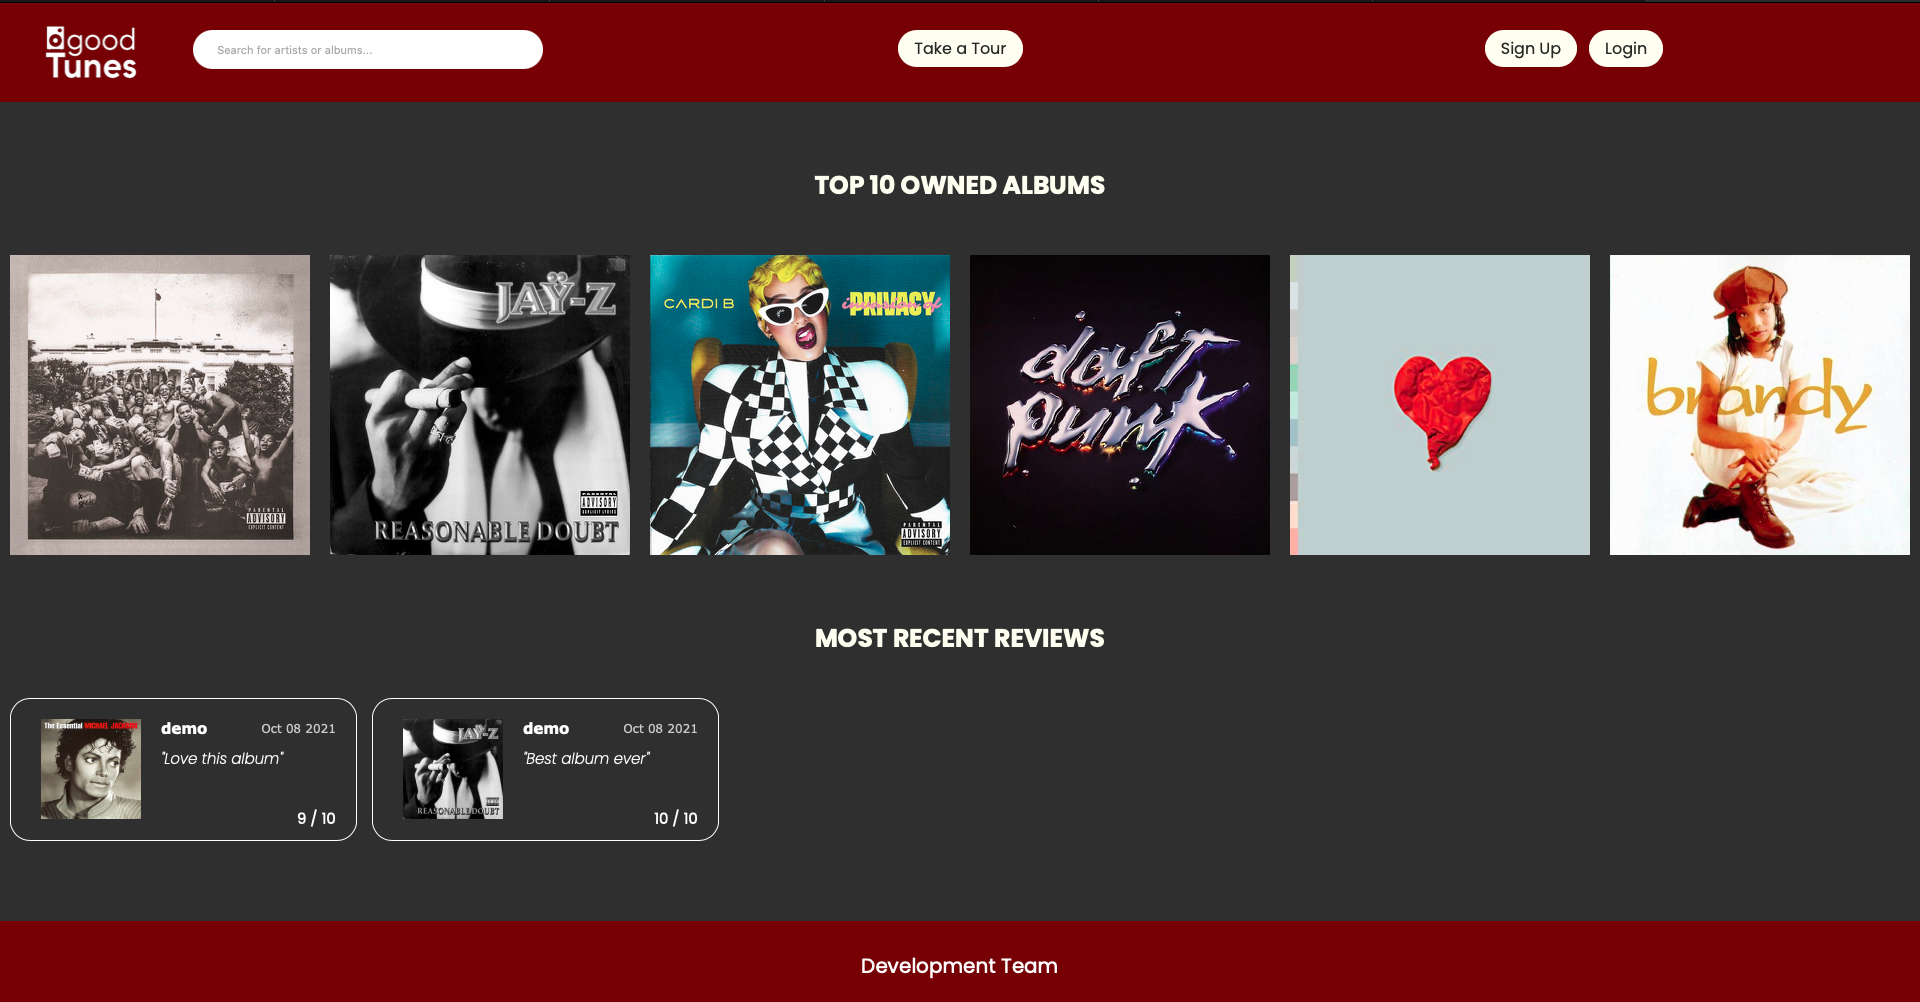 good
Tunes
Search for artists or albums...
Take a Tour
Sign Up
Login
TOP 10 OWNED ALBUMS
PARENTAL
ADVISORY
EXPLICIT CONTENT
JAŸ-Z
PARENTAL
ADVISORY
EXPLICIT LYRICS
REASONABLE DOUBT
CARDI B
invasion of
PRIVACY
PARENTAL
ADVISORY
EXPLICIT CONTENT
daft
punk
brandy
MOST RECENT REVIEWS
The Essential MICHAEL JACKSON
demo
Oct 08 2021
"Love this album"
9 / 10
JAŸ-Z
REASONABLE DOUBT
demo
Oct 08 2021
"Best album ever"
10 / 10
Development Team